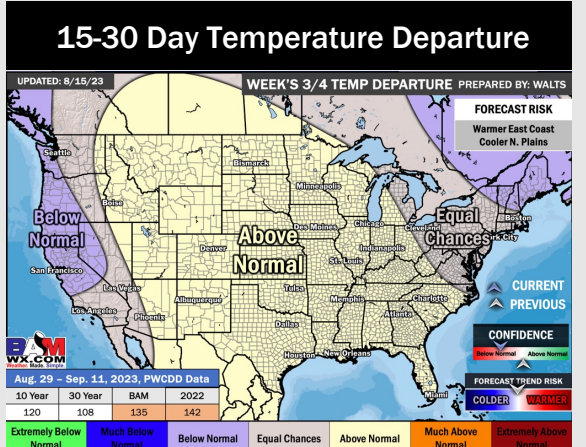 15-30 Day Temperature Departure
UPDATED: 8/15/23
WEEK'S 3/4 TEMP DEPARTURE PREPARED BY: WALTS
FORECAST RISK
Warmer East Coast
Cooler N. Plains
Seattle
Bismarck
Minneapolis
Boise
Below
Normal
Des Moines
Chicago
Cleveland
Equal
Chances
Boston
rk City
Denver
Above
Normal
Indianapolis
St. Louis
San Francisco
Las Vegas
Tulsa
CURRENT
PREVIOUS
Los Angeles
Albuquerque
Memphis
Charlotte
Phoenix
Atlanta
Dallas
CONFIDENCE
Below Normal Above Normal
Houston
New Orleans
BAM
WX.COM
Weather. Made. Simple.
Miami
FORECAST TREND RISK
COLDER WARMER
Aug. 29 – Sep. 11, 2023, PWCDD Data
10 Year 30 Year BAM 2022
120 108 135 142
Extremely Below
Normal
Much Below
Normal
Below Normal
Equal Chances
Above Normal
Much Above
Normal
Extremely Above
Normal